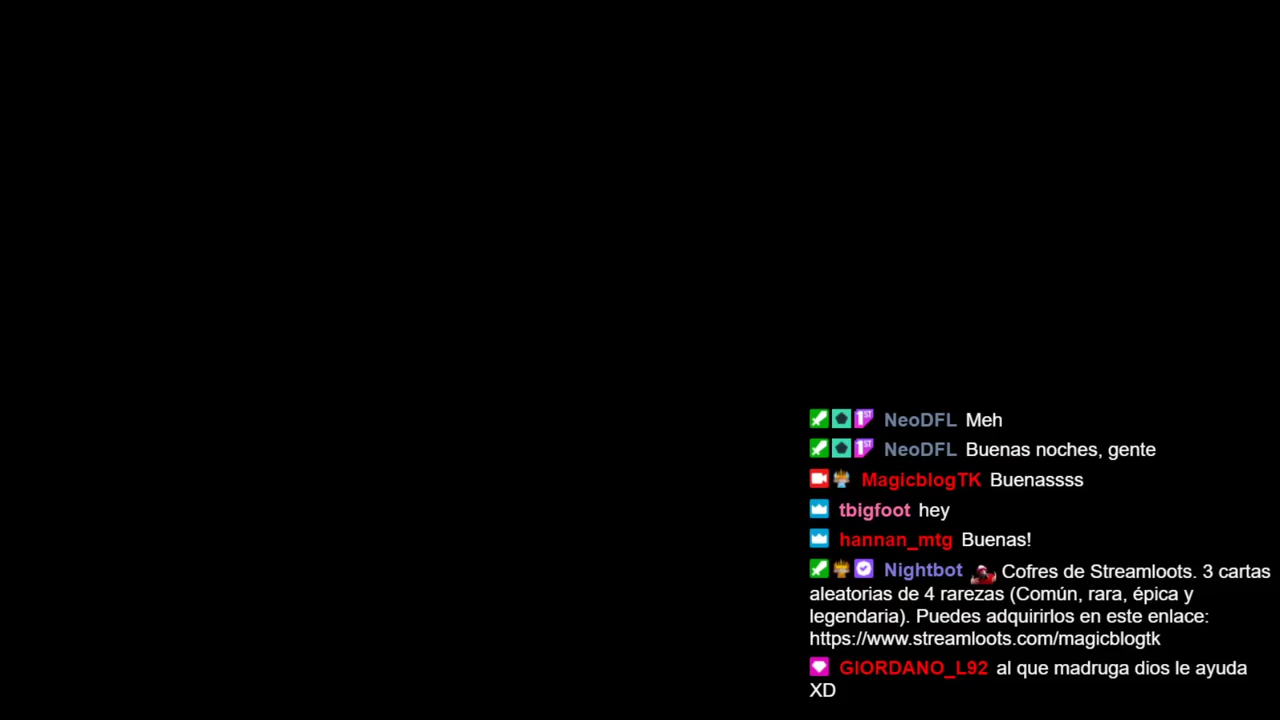 NeoDFL Meh
NeoDFL Buenas noches, gente
MagicblogTK Buenassss
tbigfoot hey
hannan_mtg Buenas!
Nightbot Cofres de Streamloots. 3 cartas
aleatorias de 4 rarezas (Común, rara, épica y
legendaria). Puedes adquirirlos en este enlace:
https://www.streamloots.com/magicblogtk
GIORDANO_L92 al que madruga dios le ayuda
XD